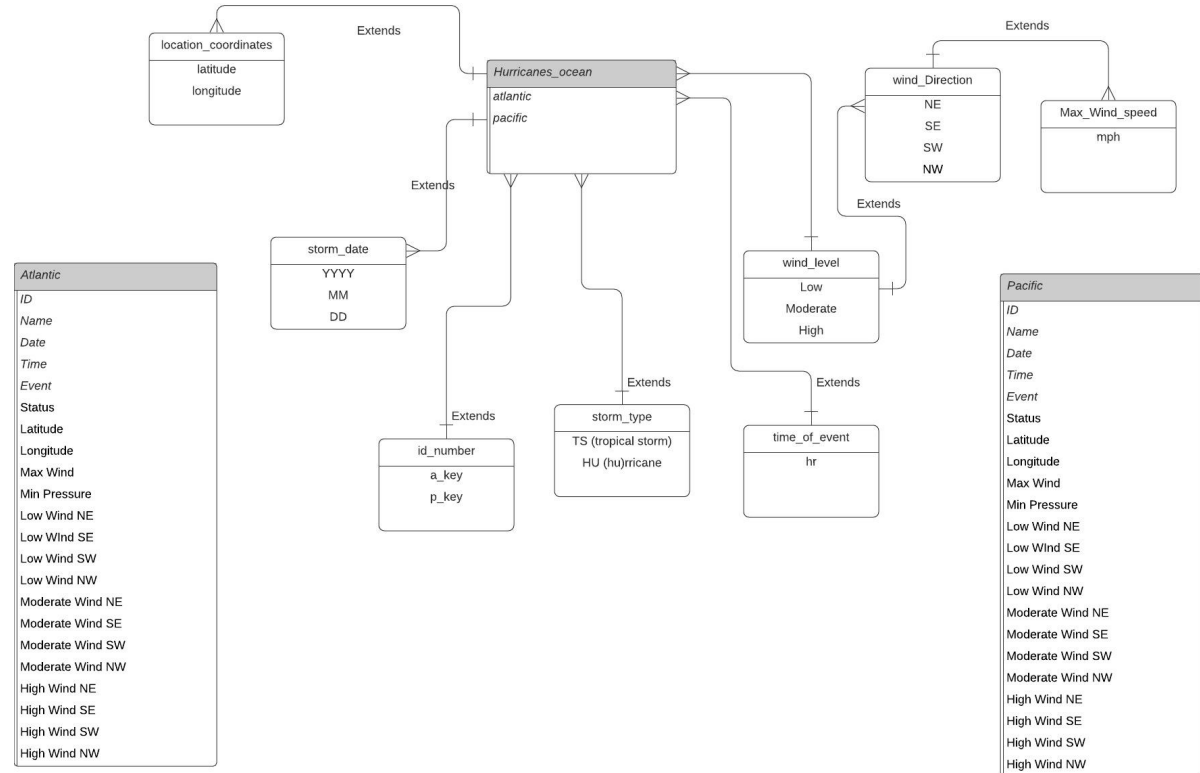 Extends
Extends
location_coordinates
latitude
longitude
Hurricanes_ocean
atlantic
pacific
wind_Direction
NE
SE
SW
NW
Max_Wind_speed
mph
Extends
Extends
storm_date
YYYY
MM
DD
wind_level
Low
Moderate
High
Atlantic
ID
Name
Date
Time
Event
Status
Latitude
Longitude
Max Wind
Min Pressure
Low Wind NE
Low WInd SE
Low Wind SW
Low Wind NW
Moderate Wind NE
Moderate Wind SE
Moderate Wind SW
Moderate Wind NW
High Wind NE
High Wind SE
High Wind SW
High Wind NW
Extends
id_number
a_key
p_key
Extends
storm_type
TS (tropical storm)
HU (hu)rricane
Extends
time_of_event
hr
Pacific
ID
Name
Date
Time
Event
Status
Latitude
Longitude
Max Wind
Min Pressure
Low Wind NE
Low WInd SE
Low Wind SW
Low Wind NW
Moderate Wind NE
Moderate Wind SE
Moderate Wind SW
Moderate Wind NW
High Wind NE
High Wind SE
High Wind SW
High Wind NW